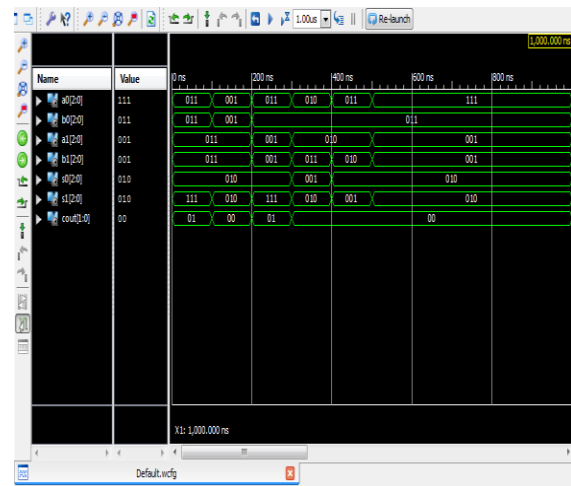 1.00us Re-launch
1,000.000 ns
Name Value 0 ns 200 ns 400 ns 600 ns 800 ns
a0[2:0] 111 011 001 011 010 011 111
b0[2:0] 011 011 001 011
a1[2:0] 001 011 001 010 001
b1[2:0] 001 011 001 011 010 001
s0[2:0] 010 010 001 010
s1[2:0] 010 111 010 111 010 001 010
cout[1:0] 00 01 00 01 00
X1: 1,000.000 ns
Default.wcfg